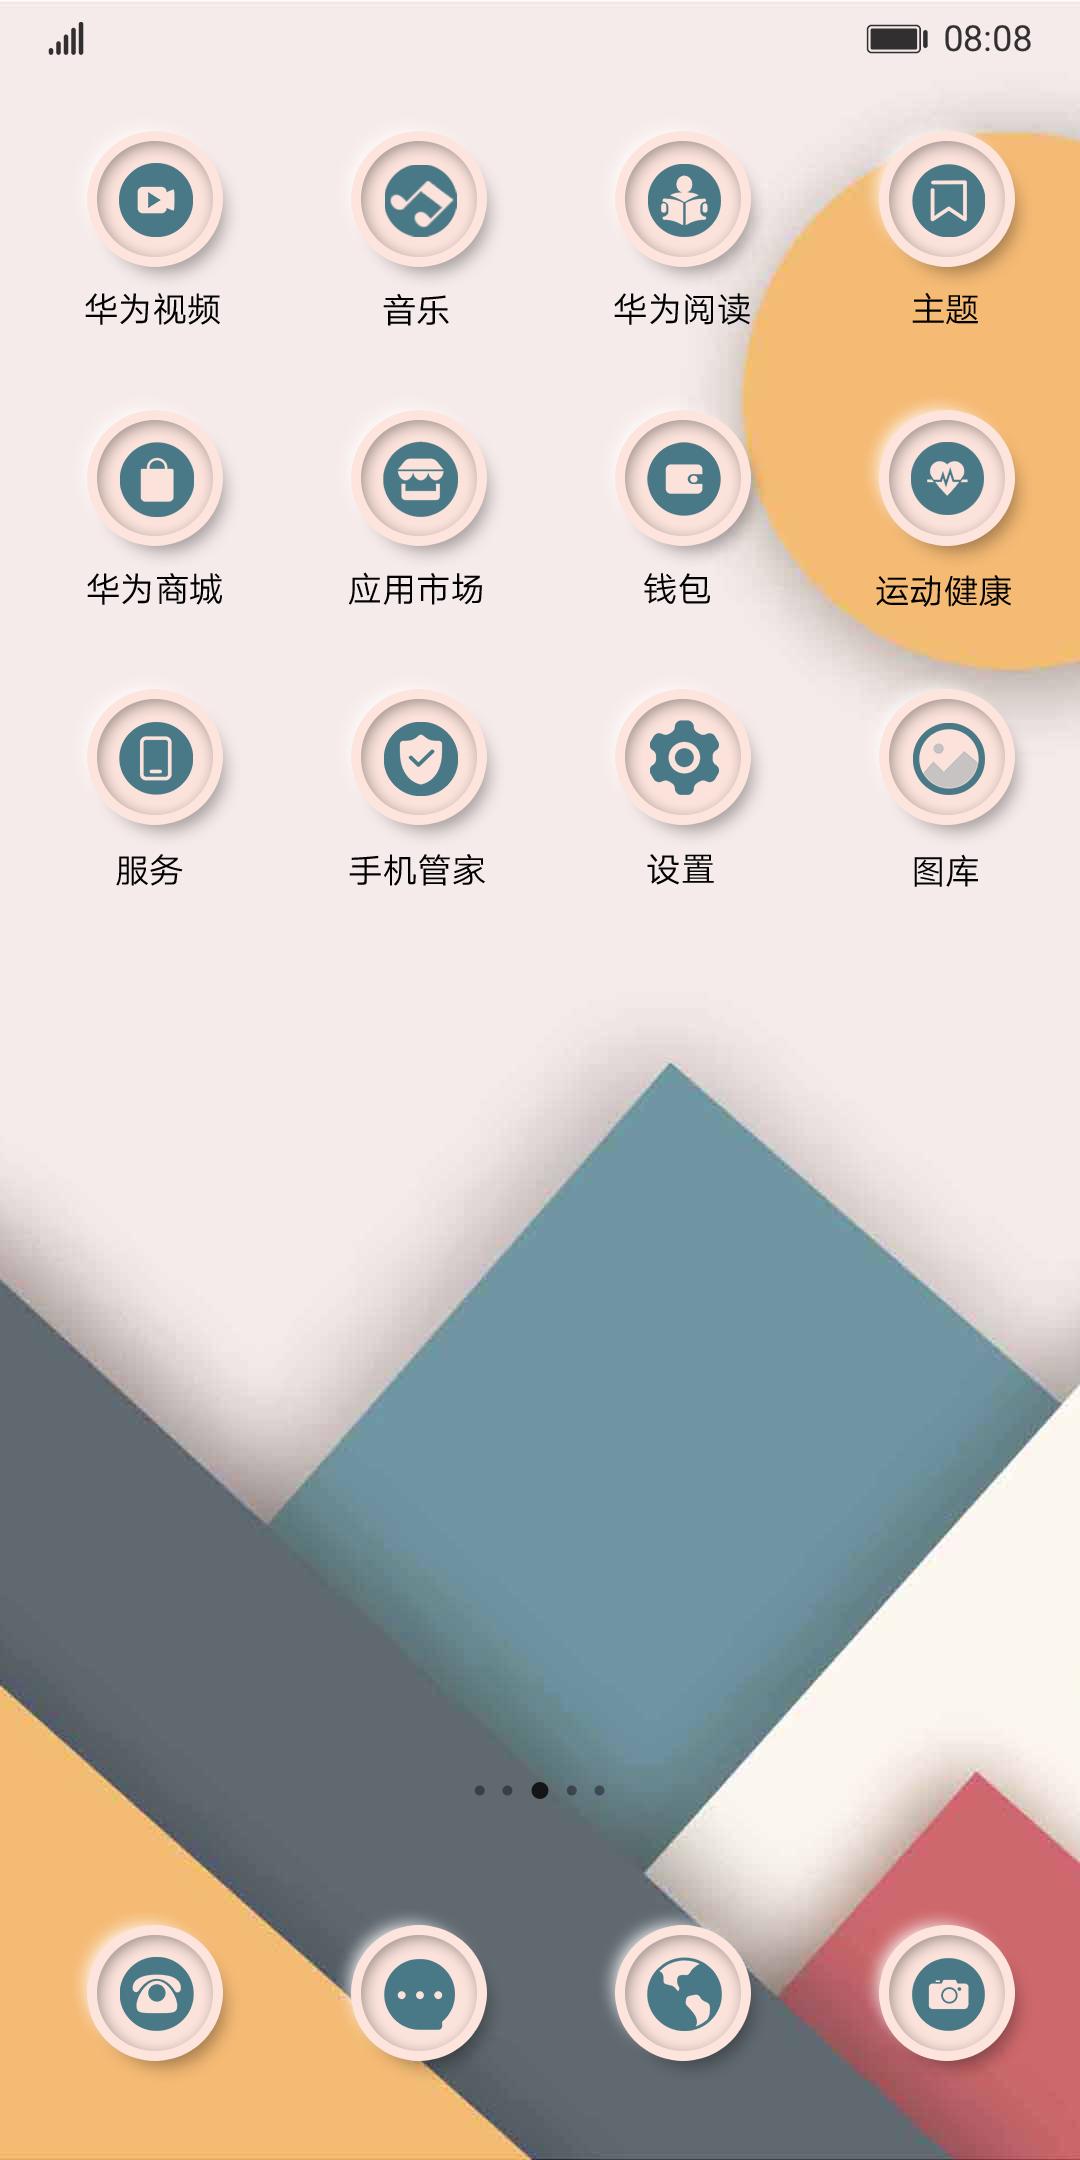 08:08
华为视频 音乐 华为阅读 主题
华为商城 应用市场 钱包 运动健康
服务 手机管家 设置 图库